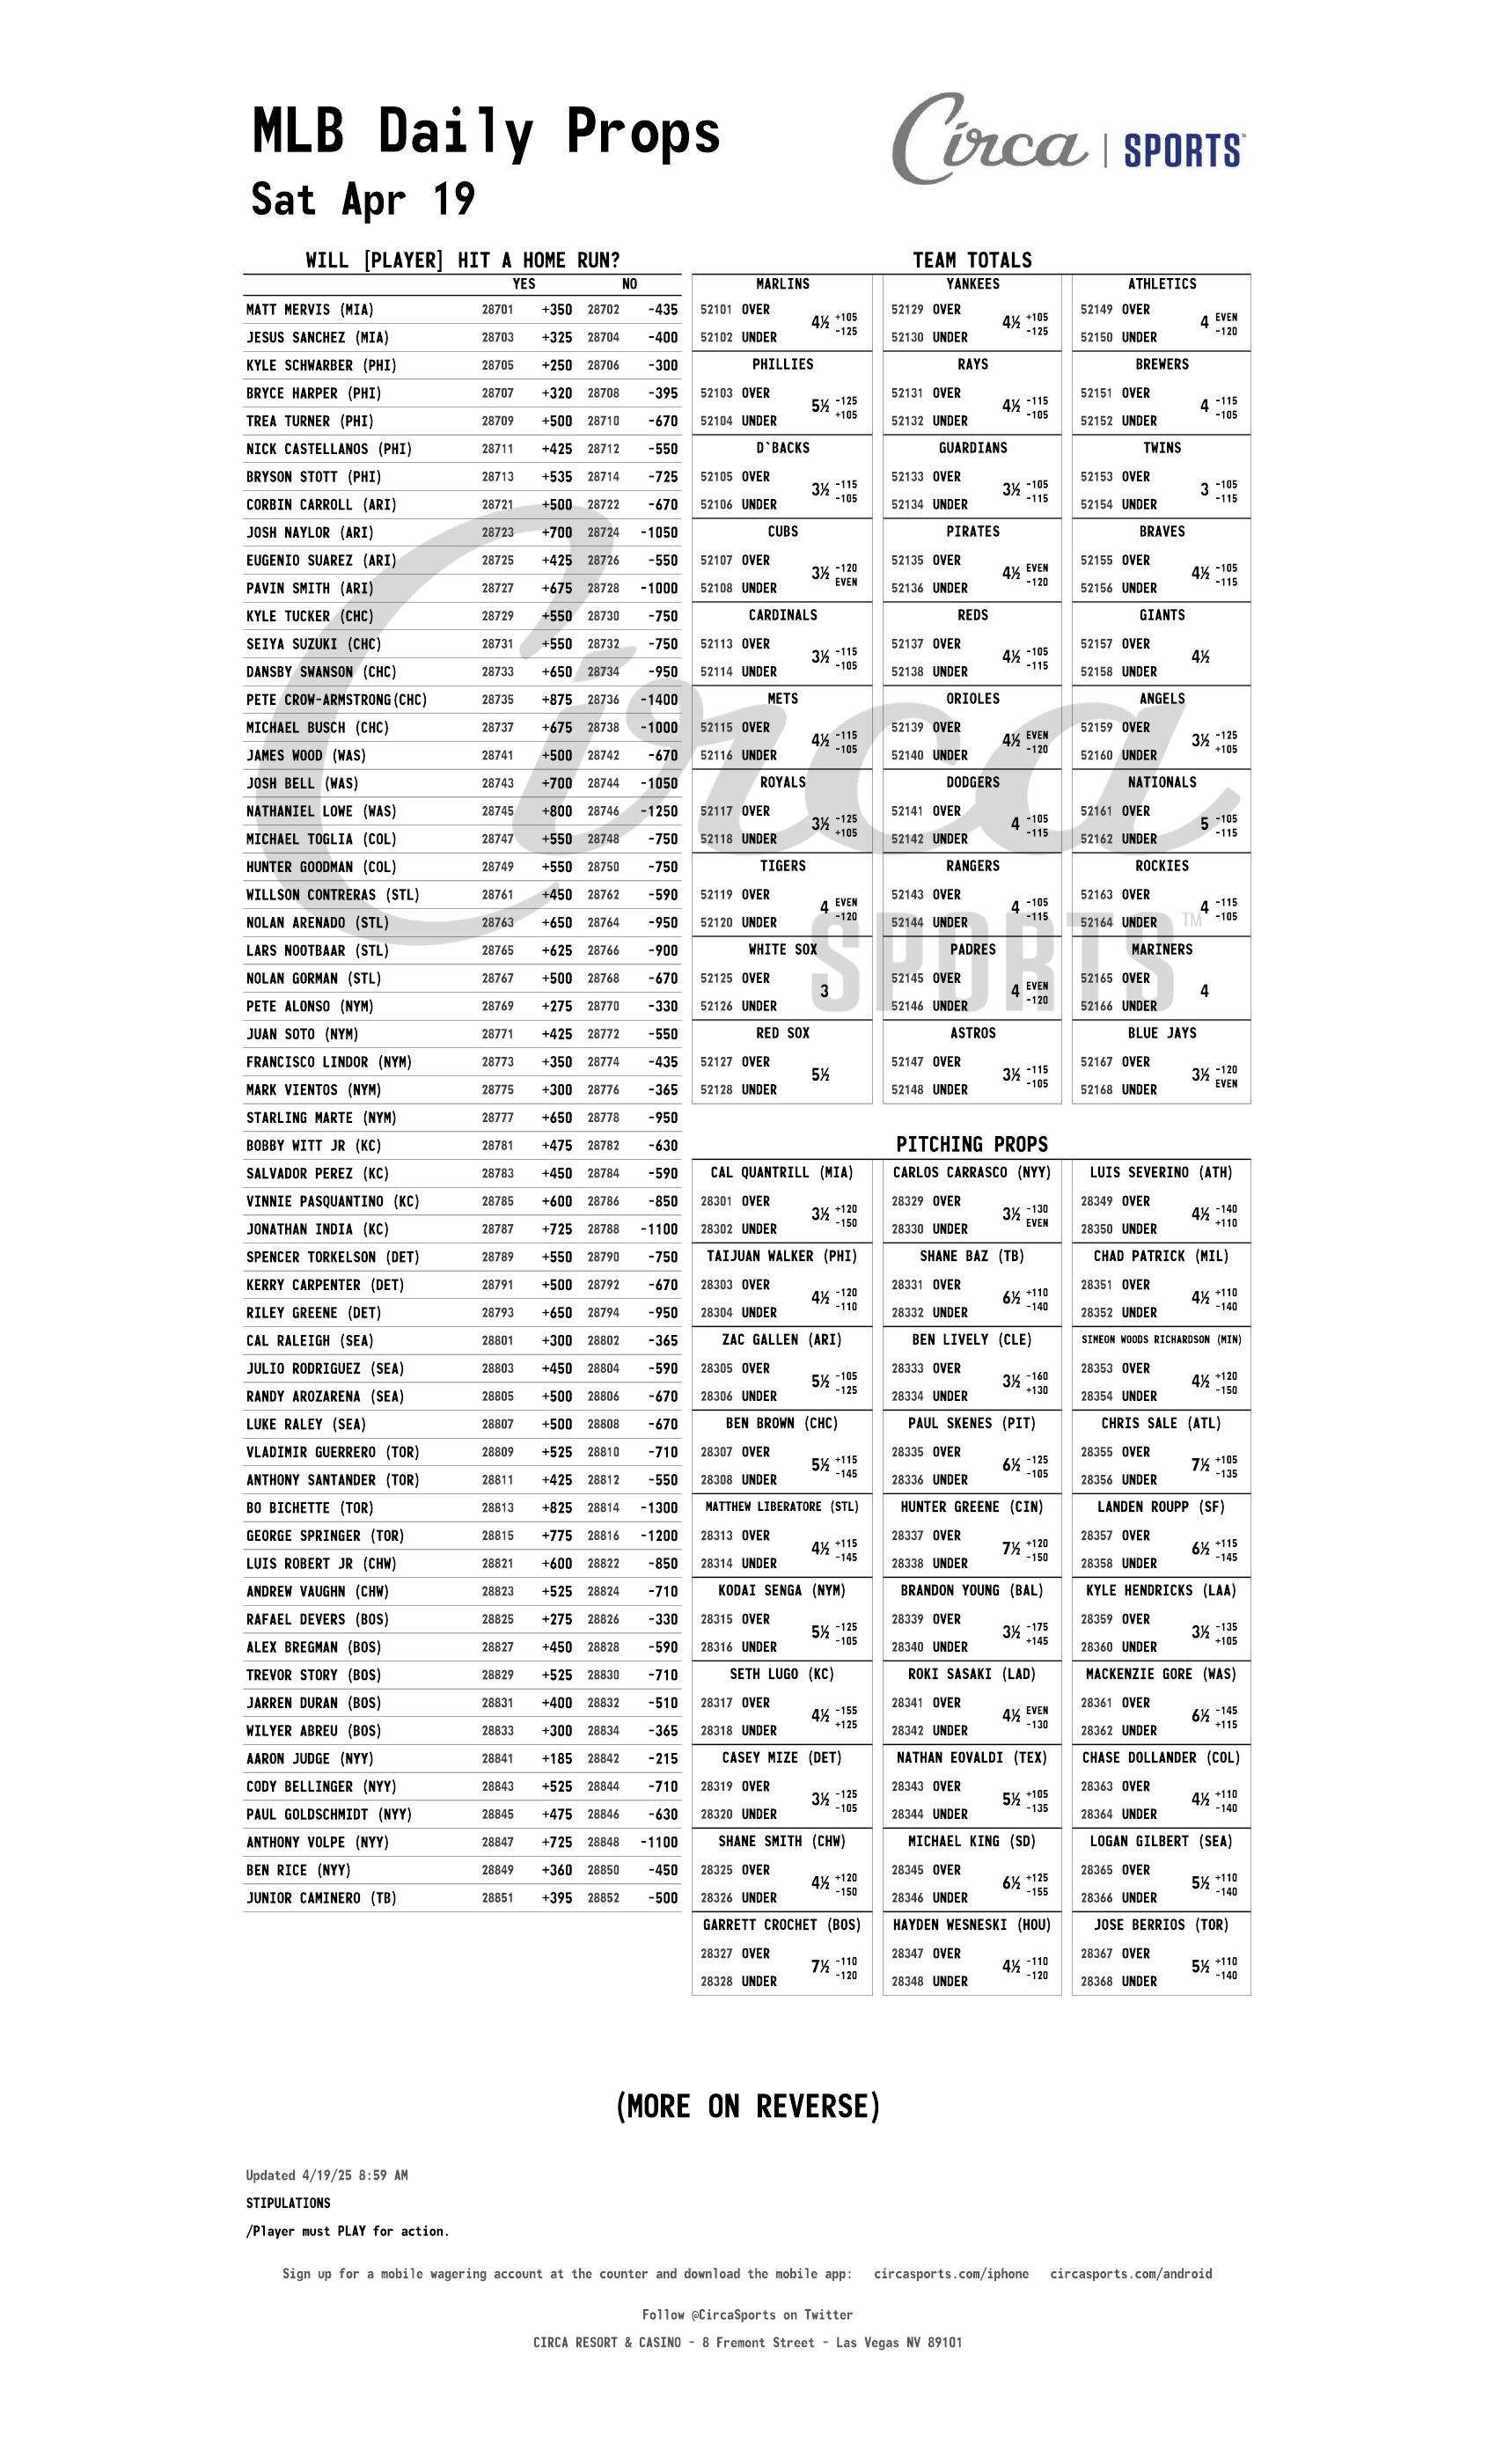 MLB Daily Props
Sat Apr 19
Circa | SPORTS™
WILL [PLAYER] HIT A HOME RUN?
YES NO
MATT MERVIS (MIA) 28701 +350 28702 -435
JESUS SANCHEZ (MIA) 28703 +325 28704 -400
KYLE SCHWARBER (PHI) 28705 +250 28706 -300
BRYCE HARPER (PHI) 28707 +320 28708 -395
TREA TURNER (PHI) 28709 +500 28710 -670
NICK CASTELLANOS (PHI) 28711 +425 28712 -550
BRYSON STOTT (PHI) 28713 +535 28714 -725
CORBIN CARROLL (ARI) 28721 +500 28722 -670
JOSH NAYLOR (ARI) 28723 +700 28724 -1050
EUGENIO SUAREZ (ARI) 28725 +425 28726 -550
PAVIN SMITH (ARI) 28727 +675 28728 -1000
KYLE TUCKER (CHC) 28729 +550 28730 -750
SEIYA SUZUKI (CHC) 28731 +550 28732 -750
DANSBY SWANSON (CHC) 28733 +650 28734 -950
PETE CROW-ARMSTRONG(CHC) 28735 +875 28736 -1400
MICHAEL BUSCH (CHC) 28737 +675 28738 -1000
JAMES WOOD (WAS) 28741 +500 28742 -670
JOSH BELL (WAS) 28743 +700 28744 -1050
NATHANIEL LOWE (WAS) 28745 +800 28746 -1250
MICHAEL TOGLIA (COL) 28747 +550 28748 -750
HUNTER GOODMAN (COL) 28749 +550 28750 -750
WILLSON CONTRERAS (STL) 28761 +450 28762 -590
NOLAN ARENADO (STL) 28763 +650 28764 -950
LARS NOOTBAAR (STL) 28765 +625 28766 -900
NOLAN GORMAN (STL) 28767 +500 28768 -670
PETE ALONSO (NYM) 28769 +275 28770 -330
JUAN SOTO (NYM) 28771 +425 28772 -550
FRANCISCO LINDOR (NYM) 28773 +350 28774 -435
MARK VIENTOS (NYM) 28775 +300 28776 -365
STARLING MARTE (NYM) 28777 +650 28778 -950
BOBBY WITT JR (KC) 28781 +475 28782 -630
SALVADOR PEREZ (KC) 28783 +450 28784 -590
VINNIE PASQUANTINO (KC) 28785 +600 28786 -850
JONATHAN INDIA (KC) 28787 +725 28788 -1100
SPENCER TORKELSON (DET) 28789 +550 28790 -750
KERRY CARPENTER (DET) 28791 +500 28792 -670
RILEY GREENE (DET) 28793 +650 28794 -950
CAL RALEIGH (SEA) 28801 +300 28802 -365
JULIO RODRIGUEZ (SEA) 28803 +450 28804 -590
RANDY AROZARENA (SEA) 28805 +500 28806 -670
LUKE RALEY (SEA) 28807 +500 28808 -670
VLADIMIR GUERRERO (TOR) 28809 +525 28810 -710
ANTHONY SANTANDER (TOR) 28811 +425 28812 -550
BO BICHETTE (TOR) 28813 +825 28814 -1300
GEORGE SPRINGER (TOR) 28815 +775 28816 -1200
LUIS ROBERT JR (CHW) 28821 +600 28822 -850
ANDREW VAUGHN (CHW) 28823 +525 28824 -710
RAFAEL DEVERS (BOS) 28825 +275 28826 -330
ALEX BREGMAN (BOS) 28827 +450 28828 -590
TREVOR STORY (BOS) 28829 +525 28830 -710
JARREN DURAN (BOS) 28831 +400 28832 -510
WILYER ABREU (BOS) 28833 +300 28834 -365
AARON JUDGE (NYY) 28841 +185 28842 -215
CODY BELLINGER (NYY) 28843 +525 28844 -710
PAUL GOLDSCHMIDT (NYY) 28845 +475 28846 -630
ANTHONY VOLPE (NYY) 28847 +725 28848 -1100
BEN RICE (NYY) 28849 +360 28850 -450
JUNIOR CAMINERO (TB) 28851 +395 28852 -500
TEAM TOTALS
MARLINS
52101 OVER 4½ +105
52102 UNDER -125
PHILLIES
52103 OVER 5½ -125
52104 UNDER +105
D`BACKS
52105 OVER 3½ -115
52106 UNDER -105
CUBS
52107 OVER 3½ -120
52108 UNDER EVEN
CARDINALS
52113 OVER 3½ -115
52114 UNDER -105
METS
52115 OVER 4½ -115
52116 UNDER -105
ROYALS
52117 OVER 3½ -125
52118 UNDER +105
TIGERS
52119 OVER 4 EVEN
52120 UNDER -120
WHITE SOX
52125 OVER 3
52126 UNDER
RED SOX
52127 OVER 5½
52128 UNDER
YANKEES
52129 OVER 4½ +105
52130 UNDER -125
RAYS
52131 OVER 4½ -115
52132 UNDER -105
GUARDIANS
52133 OVER 3½ -105
52134 UNDER -115
PIRATES
52135 OVER 4½ EVEN
52136 UNDER -120
REDS
52137 OVER 4½ -105
52138 UNDER -115
ORIOLES
52139 OVER 4½ EVEN
52140 UNDER -120
DODGERS
52141 OVER 4 -105
52142 UNDER -115
RANGERS
52143 OVER 4 -105
52144 UNDER -115
PADRES
52145 OVER 4 EVEN
52146 UNDER -120
ASTROS
52147 OVER 3½ -115
52148 UNDER -105
ATHLETICS
52149 OVER 4 EVEN
52150 UNDER -120
BREWERS
52151 OVER 4 -115
52152 UNDER -105
TWINS
52153 OVER 3 -105
52154 UNDER -115
BRAVES
52155 OVER 4½ -105
52156 UNDER -115
GIANTS
52157 OVER 4½
52158 UNDER
ANGELS
52159 OVER 3½ -125
52160 UNDER +105
NATIONALS
52161 OVER 5 -105
52162 UNDER -115
ROCKIES
52163 OVER 4 -115
52164 UNDER -105
MARINERS
52165 OVER 4
52166 UNDER
BLUE JAYS
52167 OVER 3½ -120
52168 UNDER EVEN
PITCHING PROPS
CAL QUANTRILL (MIA)
28301 OVER 3½ +120
28302 UNDER -150
TAIJUAN WALKER (PHI)
28303 OVER 4½ -120
28304 UNDER -110
ZAC GALLEN (ARI)
28305 OVER 5½ -105
28306 UNDER -125
BEN BROWN (CHC)
28307 OVER 5½ +115
28308 UNDER -145
MATTHEW LIBERATORE (STL)
28313 OVER 4½ +115
28314 UNDER -145
KODAI SENGA (NYM)
28315 OVER 5½ -125
28316 UNDER -105
SETH LUGO (KC)
28317 OVER 4½ -155
28318 UNDER +125
CASEY MIZE (DET)
28319 OVER 3½ -125
28320 UNDER -105
SHANE SMITH (CHW)
28325 OVER 4½ +120
28326 UNDER -150
GARRETT CROCHET (BOS)
28327 OVER 7½ -110
28328 UNDER -120
CARLOS CARRASCO (NYY)
28329 OVER 3½ -130
28330 UNDER EVEN
SHANE BAZ (TB)
28331 OVER 6½ +110
28332 UNDER -140
BEN LIVELY (CLE)
28333 OVER 3½ -160
28334 UNDER +130
PAUL SKENES (PIT)
28335 OVER 6½ -125
28336 UNDER -105
HUNTER GREENE (CIN)
28337 OVER 7½ +120
28338 UNDER -150
BRANDON YOUNG (BAL)
28339 OVER 3½ -175
28340 UNDER +145
ROKI SASAKI (LAD)
28341 OVER 4½ EVEN
28342 UNDER -130
NATHAN EOVALDI (TEX)
28343 OVER 5½ +105
28344 UNDER -135
MICHAEL KING (SD)
28345 OVER 6½ +125
28346 UNDER -155
HAYDEN WESNESKI (HOU)
28347 OVER 4½ -110
28348 UNDER -120
LUIS SEVERINO (ATH)
28349 OVER 4½ -140
28350 UNDER +110
CHAD PATRICK (MIL)
28351 OVER 4½ +110
28352 UNDER -140
SIMEON WOODS RICHARDSON (MIN)
28353 OVER 4½ +120
28354 UNDER -150
CHRIS SALE (ATL)
28355 OVER 7½ +105
28356 UNDER -135
LANDEN ROUPP (SF)
28357 OVER 6½ +115
28358 UNDER -145
KYLE HENDRICKS (LAA)
28359 OVER 3½ -135
28360 UNDER +105
MACKENZIE GORE (WAS)
28361 OVER 6½ -145
28362 UNDER +115
CHASE DOLLANDER (COL)
28363 OVER 4½ +110
28364 UNDER -140
LOGAN GILBERT (SEA)
28365 OVER 5½ +110
28366 UNDER -140
JOSE BERRIOS (TOR)
28367 OVER 5½ +110
28368 UNDER -140
Circa SPORTS™
(MORE ON REVERSE)
Updated 4/19/25 8:59 AM
STIPULATIONS
/Player must PLAY for action.
Sign up for a mobile wagering account at the counter and download the mobile app: circasports.com/iphone circasports.com/android
Follow @CircaSports on Twitter
CIRCA RESORT & CASINO - 8 Fremont Street - Las Vegas NV 89101